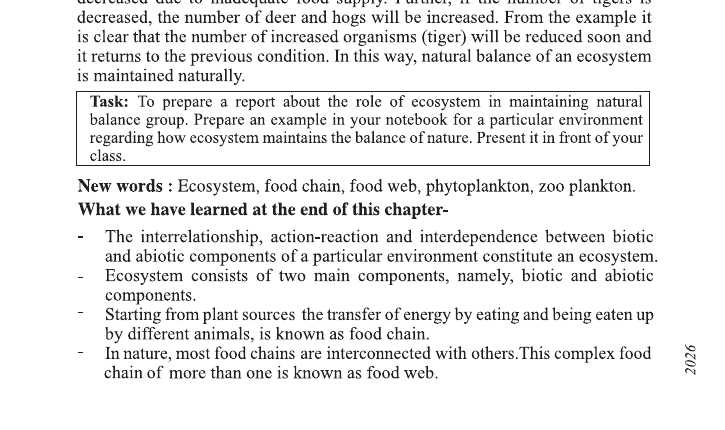 decreased due to inadequate food supply. Further, if the number of tigers is
decreased, the number of deer and hogs will be increased. From the example it
is clear that the number of increased organisms (tiger) will be reduced soon and
it returns to the previous condition. In this way, natural balance of an ecosystem
is maintained naturally.
Task: To prepare a report about the role of ecosystem in maintaining natural
balance group. Prepare an example in your notebook for a particular environment
regarding how ecosystem maintains the balance of nature. Present it in front of your
class.
New words : Ecosystem, food chain, food web, phytoplankton, zoo plankton.
What we have learned at the end of this chapter-
- The interrelationship, action-reaction and interdependence between biotic
and abiotic components of a particular environment constitute an ecosystem.
- Ecosystem consists of two main components, namely, biotic and abiotic
components.
- Starting from plant sources the transfer of energy by eating and being eaten up
by different animals, is known as food chain.
- In nature, most food chains are interconnected with others.This complex food
chain of more than one is known as food web.
2026